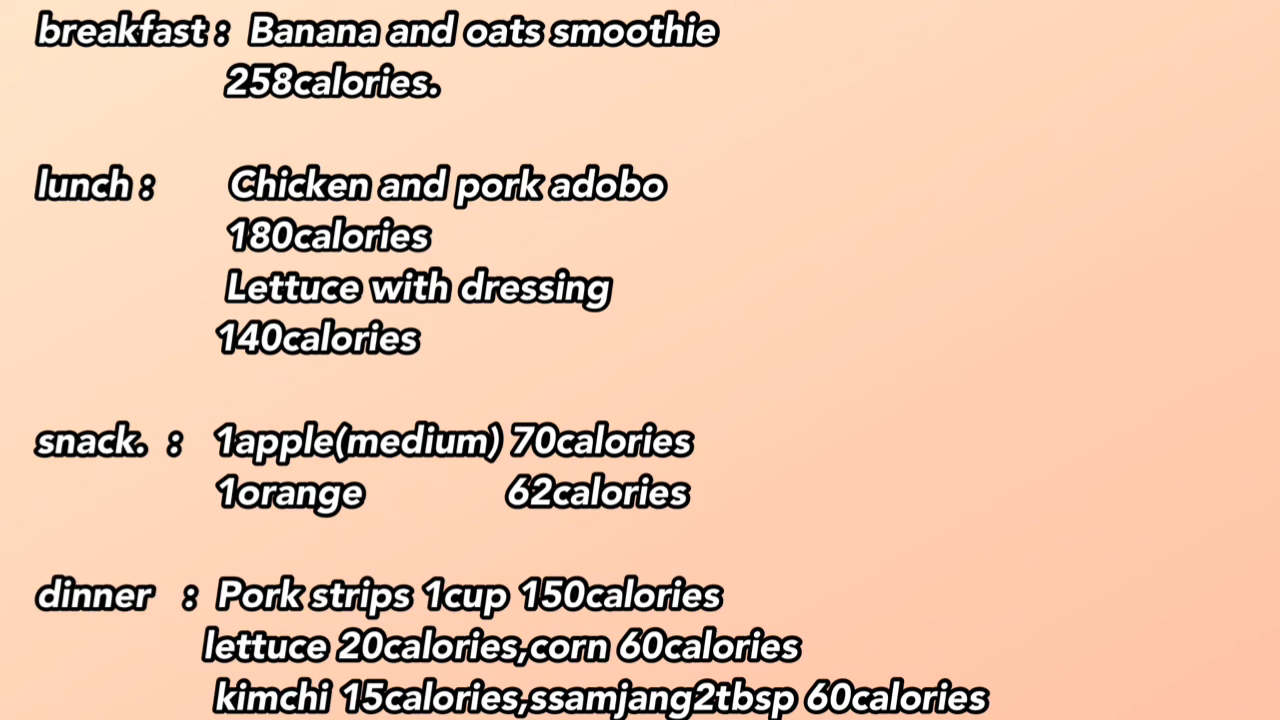 breakfast : Banana and oats smoothie
258calories.
lunch : Chicken and pork adobo
180calories
Lettuce with dressing
140calories
snack. : 1apple(medium) 70calories
1orange 62calories
dinner : Pork strips 1cup 150calories
lettuce 20calories,corn 60calories
kimchi 15calories,ssamjang2tbsp 60calories